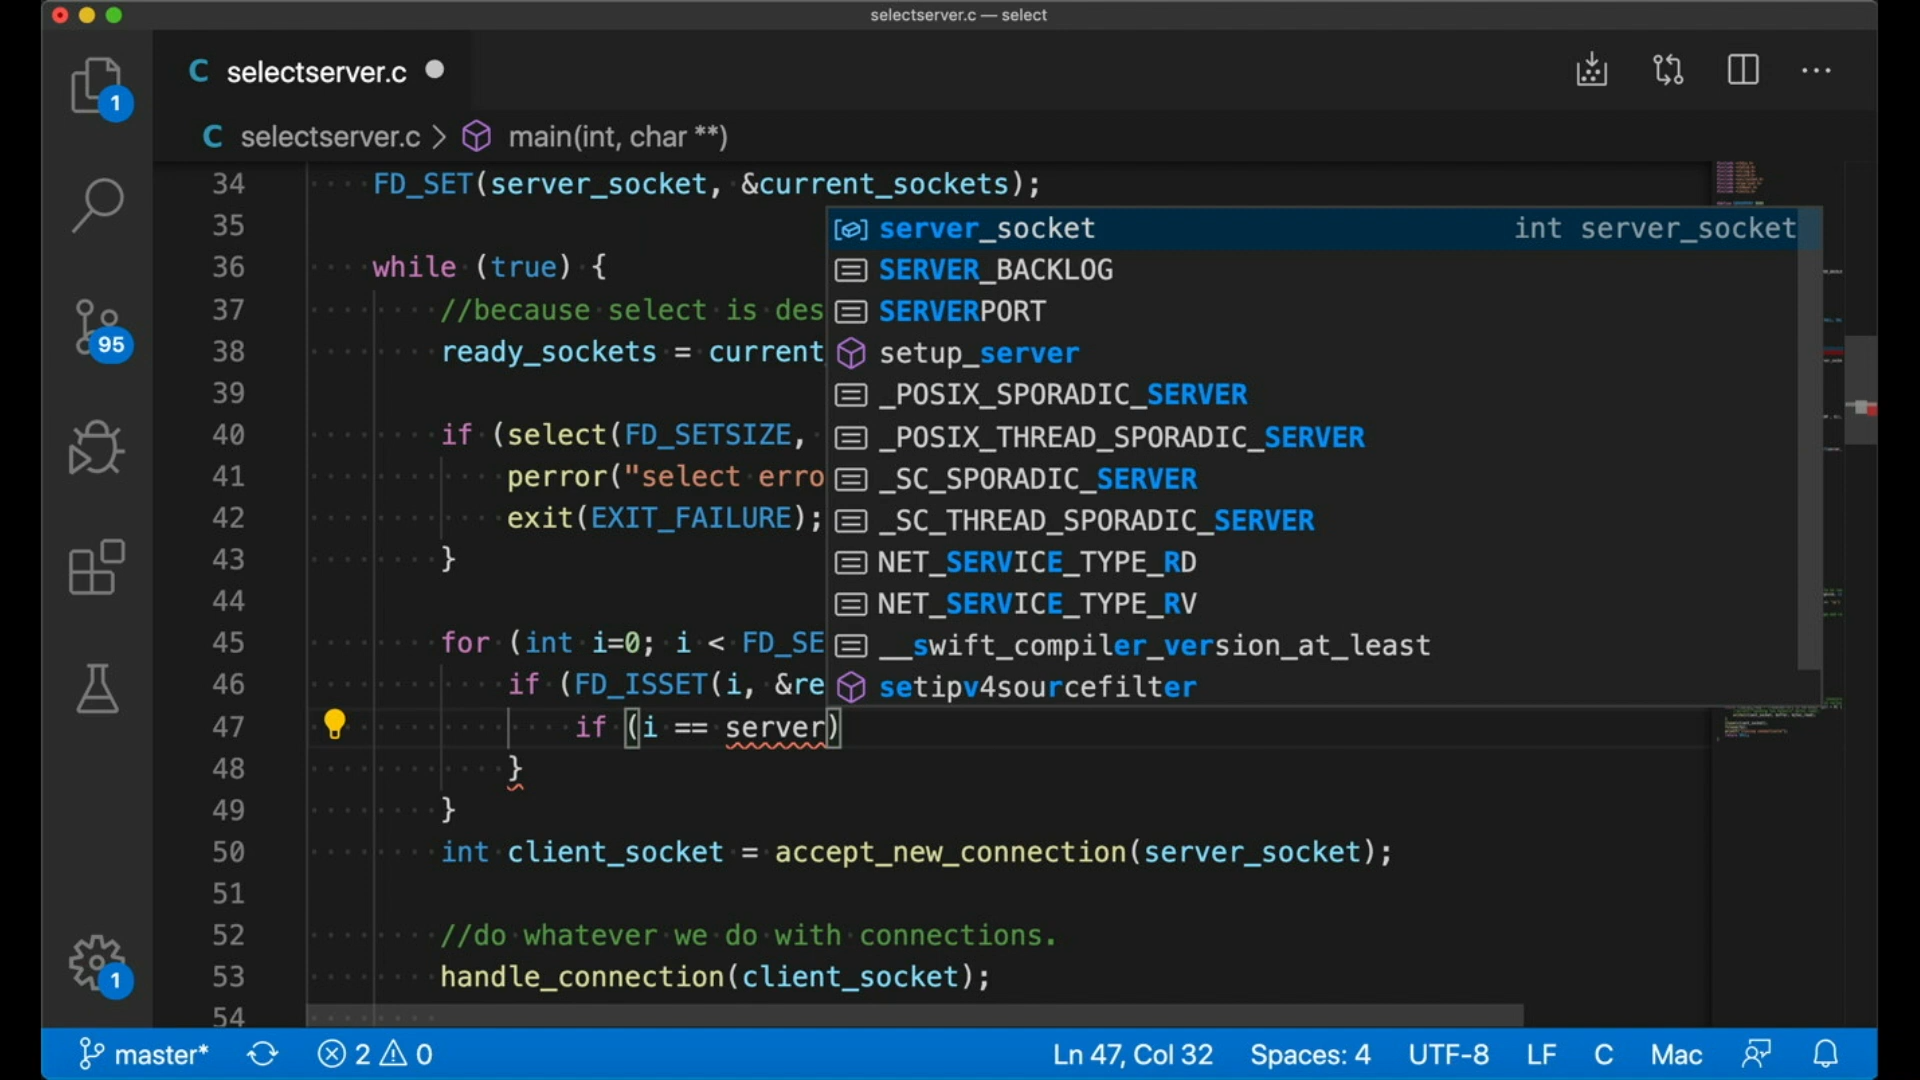 selectserver.c — select
C selectserver.c
C selectserver.c > main(int, char **)
1
95
1
34 FD_SET(server_socket, &current_sockets);
35
36 while (true) {
37 //because select is des
38 ready_sockets = current
39
40 if (select(FD_SETSIZE,
41 perror("select erro
42 exit(EXIT_FAILURE);
43 }
44
45 for (int i=0; i < FD_SE
46 if (FD_ISSET(i, &re
47 if (i == server)
48 }
49 }
50 int client_socket = accept_new_connection(server_socket);
51
52 //do whatever we do with connections.
53 handle_connection(client_socket);
54
server_socket int server_socket
SERVER_BACKLOG
SERVERPORT
setup_server
_POSIX_SPORADIC_SERVER
_POSIX_THREAD_SPORADIC_SERVER
_SC_SPORADIC_SERVER
_SC_THREAD_SPORADIC_SERVER
NET_SERVICE_TYPE_RD
NET_SERVICE_TYPE_RV
__swift_compiler_version_at_least
setipv4sourcefilter
master* 2 0 Ln 47, Col 32 Spaces: 4 UTF-8 LF C Mac